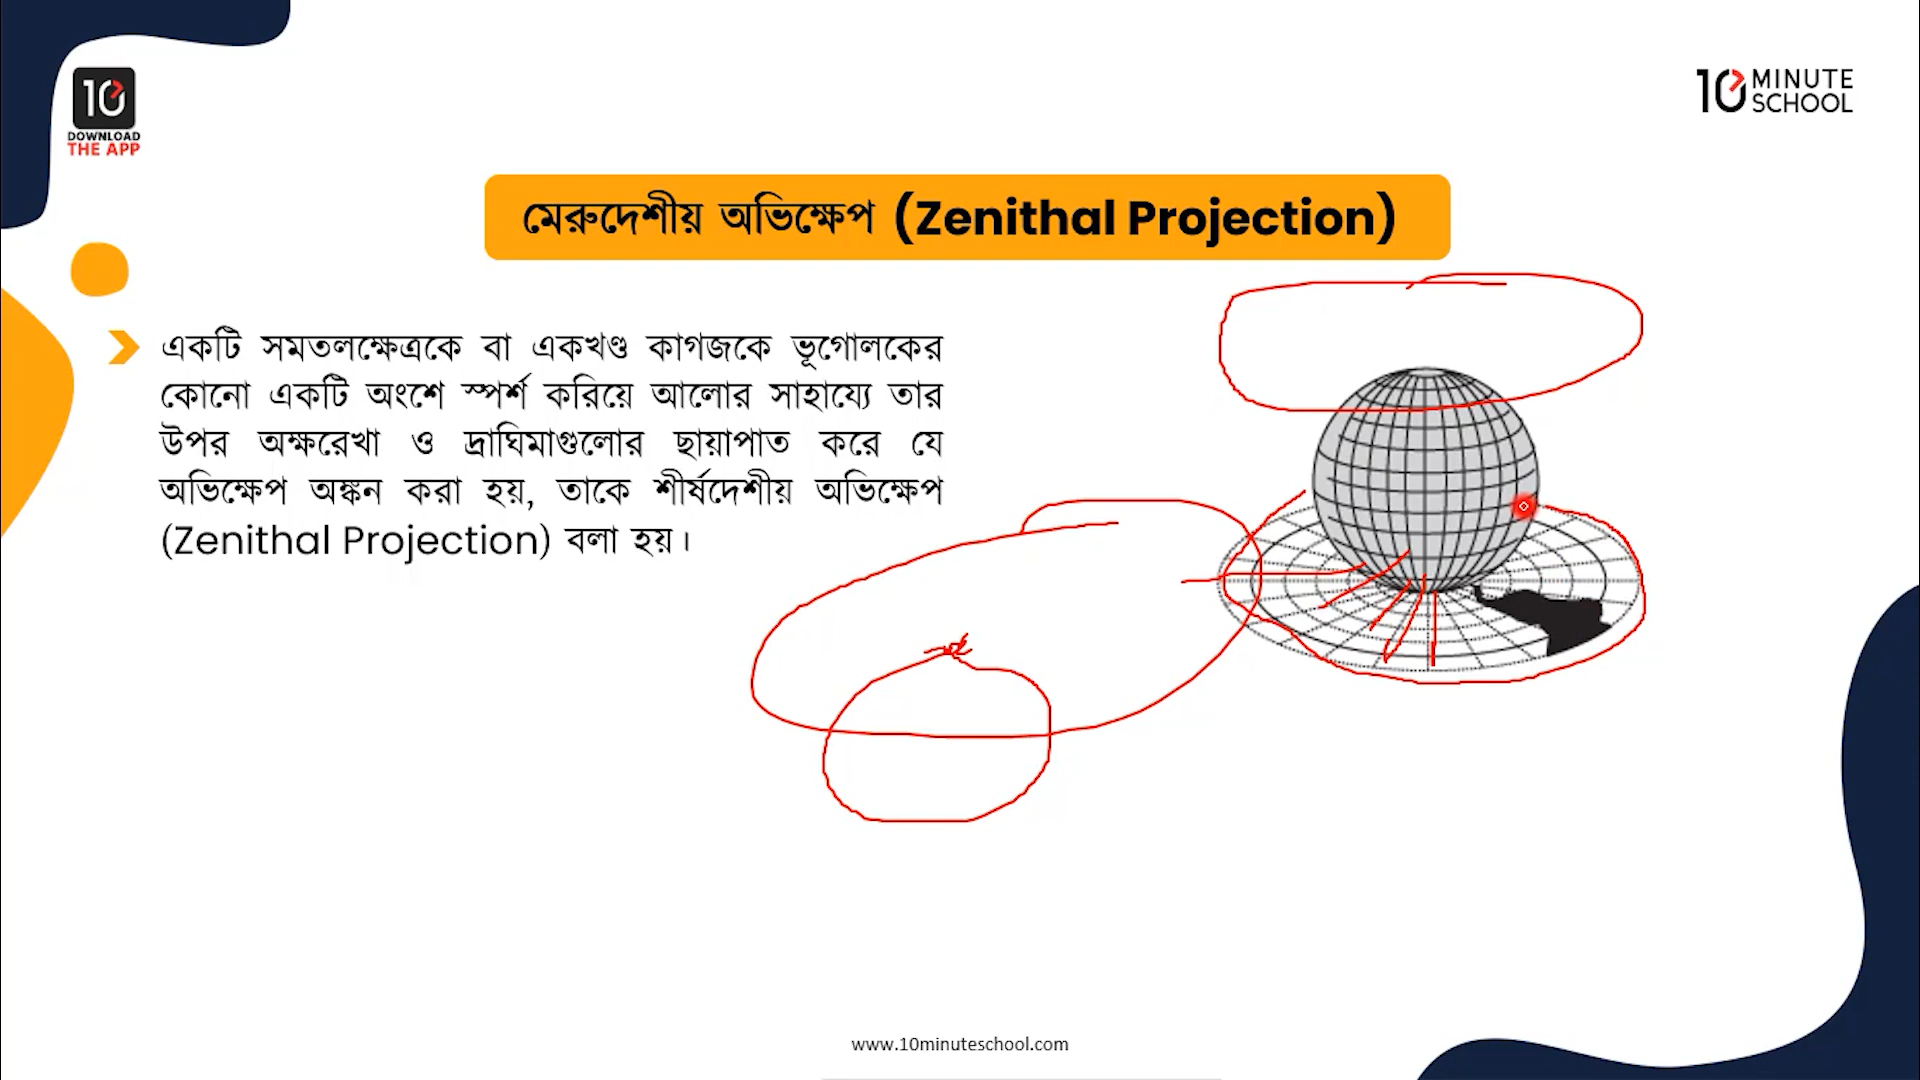 10
DOWNLOAD
THE APP
10 MINUTE
SCHOOL
মেরুদেশীয় অভিক্ষেপ (Zenithal Projection)
একটি সমতলক্ষেত্রকে বা একখণ্ড কাগজকে ভূগোলকের
কোনো একটি অংশে স্পর্শ করিয়ে আলোর সাহায্যে তার
উপর অক্ষরেখা ও দ্রাঘিমাগুলোর ছায়াপাত করে যে
অভিক্ষেপ অঙ্কন করা হয়, তাকে শীর্ষদেশীয় অভিক্ষেপ
(Zenithal Projection) বলা হয়।
www.10minuteschool.com